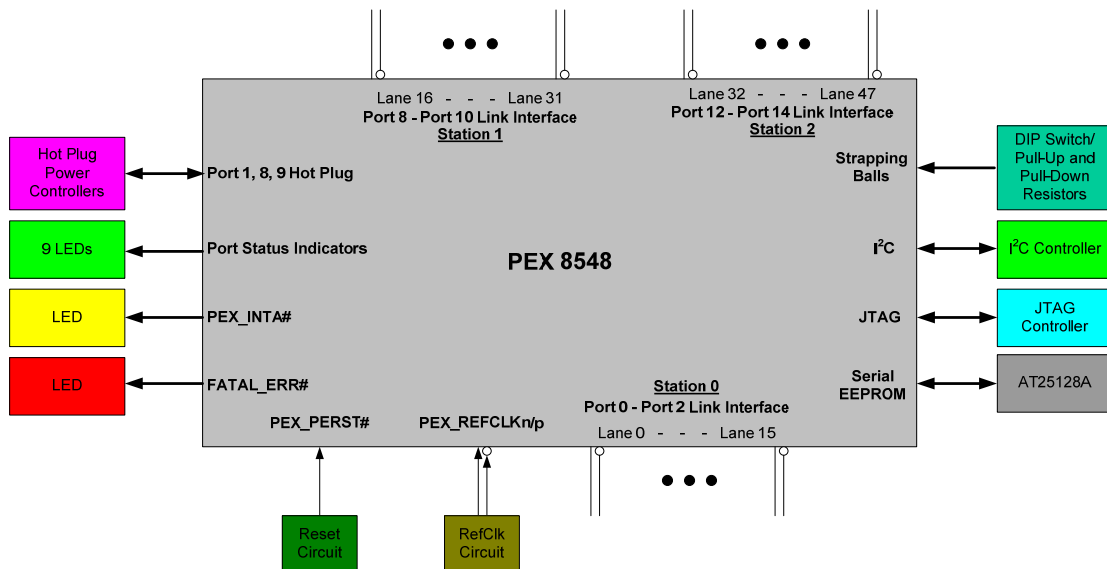 Lane 16 - - - Lane 31
Port 8 - Port 10 Link Interface
Station 1
Lane 32 - - - Lane 47
Port 12 - Port 14 Link Interface
Station 2
Hot Plug
Power
Controllers
Port 1, 8, 9 Hot Plug
Strapping
Balls
DIP Switch/
Pull-Up and
Pull-Down
Resistors
9 LEDs
Port Status Indicators
PEX 8548
I²C
I²C Controller
LED
PEX_INTA#
JTAG
JTAG
Controller
LED
FATAL_ERR#
Serial
EEPROM
AT25128A
PEX_PERST#
PEX_REFCLKn/p
Station 0
Port 0 - Port 2 Link Interface
Lane 0 - - - Lane 15
Reset
Circuit
RefClk
Circuit